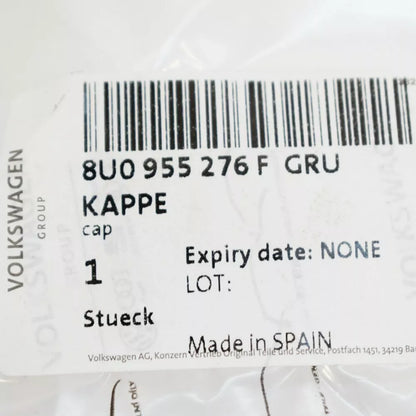 VOLKSWAGEN
GROUP
8U0 955 276 F GRU
KAPPE
cap
1
Expiry date: NONE
LOT:
Stueck
Made in SPAIN
Volkswagen AG, Konzern Vertrieb Original Teile und Service, Postfach 1451, 34219